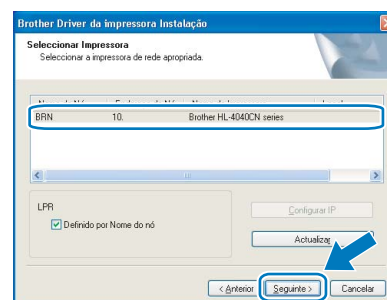 Brother Driver da impressora Instalação
Seleccionar Impressora
Seleccionar a impressora de rede apropriada.
BRN 10. Brother HL-4040CN series
LPR
Definido por Nome do nó
Configurar IP
Actualizar
< Anterior Seguinte > Cancelar